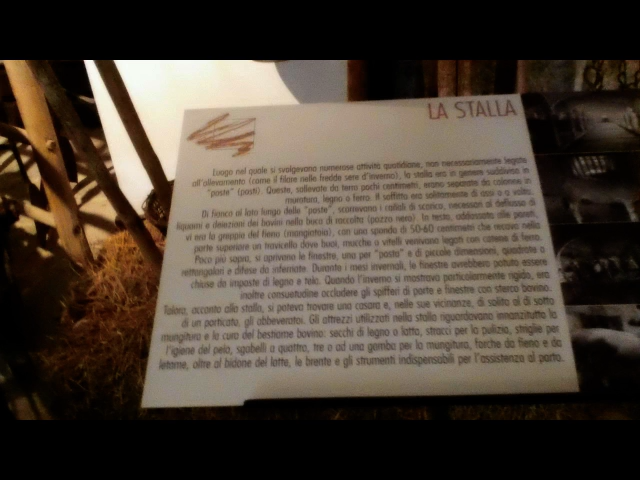 LA STALLA
Luogo nel quale si svolgevano numerose attività quotidiane, non necessariamente legate
all'allevamento (come il filare nelle fredde sere d'inverno), la stalla era in genere suddivisa in
"poste" (posti). Queste, sollevate da terra pochi centimetri, erano separate da colonne in
muratura, legno o ferro. Il soffitto era solitamente di assi o a volta.
Di fianco al lato lungo delle "poste", scorrevano i canali di scarico, necessari al deflusso di
liquami e deiezioni dei bovini nella buca di raccolta (pozzo nero). In testa, addossata alle pareti,
vi era la greppia del fieno (mangiatoia), con una sponda di 50-60 centimetri che recava nella
parte superiore un travicello dove buoi, mucche o vitelli venivano legati con catene di ferro.
Poco più sopra, si aprivano le finestre, una per "posta" e di piccole dimensioni, quadrate o
rettangolari e difese da inferriate. Durante i mesi invernali, le finestre avrebbero potuto essere
chiuse da imposte di legno e tela. Quando l'inverno si mostrava particolarmente rigido, era
inoltre consuetudine occludere gli spifferi di porte e finestre con sterco bovino.
Talora, accanto alla stalla, si poteva trovare una casara e, nelle sue vicinanze, di solito al di sotto
di un porticato, gli abbeveratoi. Gli attrezzi utilizzati nella stalla riguardavano innanzitutto la
mungitura e la cura del bestiame bovino: secchi di legno o latta, stracci per la pulizia, striglie per
l'igiene del pelo, sgabelli a quattro, tre o ad una gamba per la mungitura, forche da fieno e da
letame, oltre al bidone del latte, le brente e gli strumenti indispensabili per l'assistenza al parto.